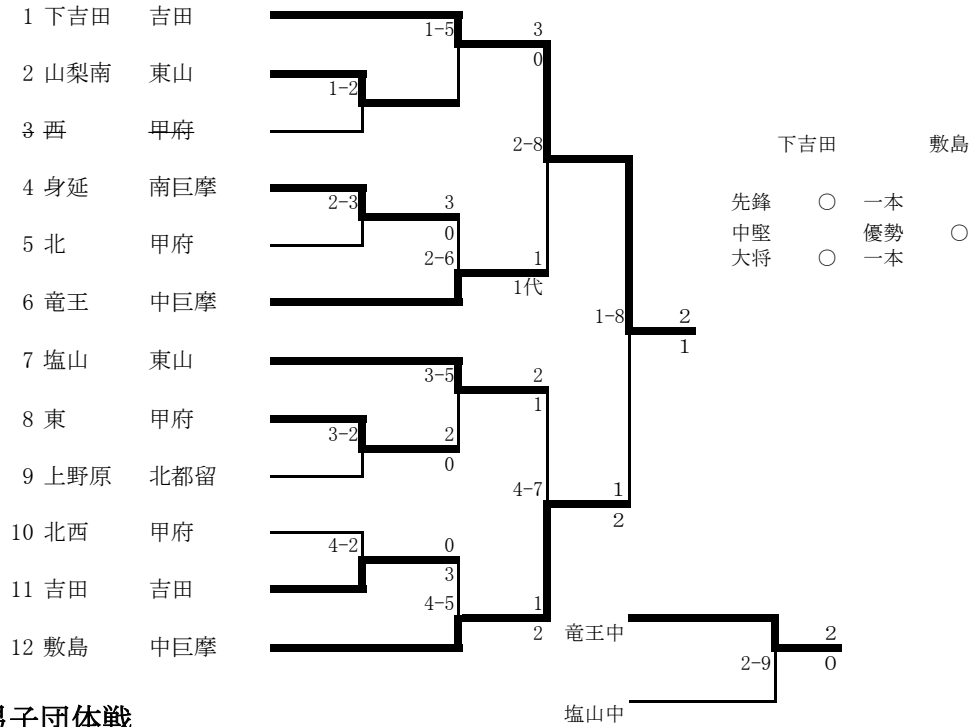 1 下吉田 吉田
1-5
3
0
2 山梨南 東山
1-2
3 西 甲府
2-8
下吉田 敷島
4 身延 南巨摩
2-3
3
0
先鋒 ○ 一本
中堅 優勢 ○
大将 ○ 一本
5 北 甲府
2-6
1
1代
6 竜王 中巨摩
1-8
2
1
7 塩山 東山
3-5
2
1
8 東 甲府
3-2
2
0
9 上野原 北都留
4-7
1
2
10 北西 甲府
4-2
0
3
11 吉田 吉田
4-5
1
2
12 敷島 中巨摩
竜王中
2-9
2
0
塩山中
男子団体戦